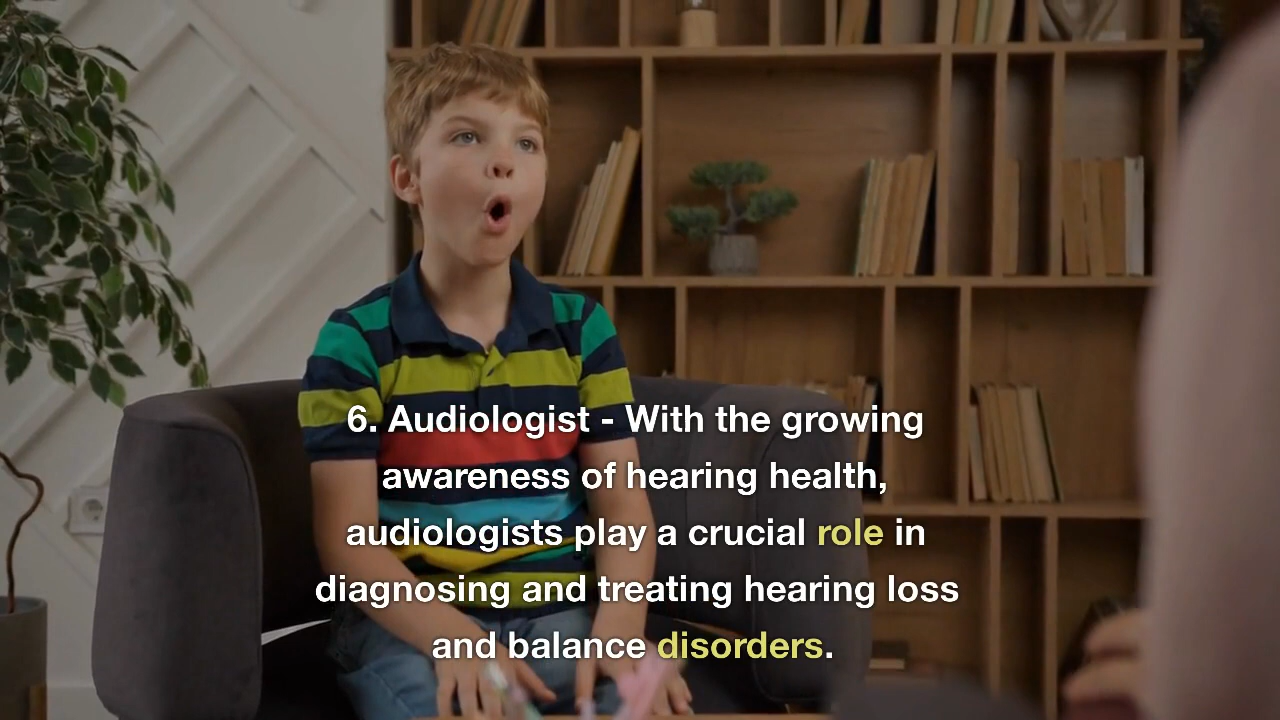 6. Audiologist - With the growing
awareness of hearing health,
audiologists play a crucial role in
diagnosing and treating hearing loss
and balance disorders.